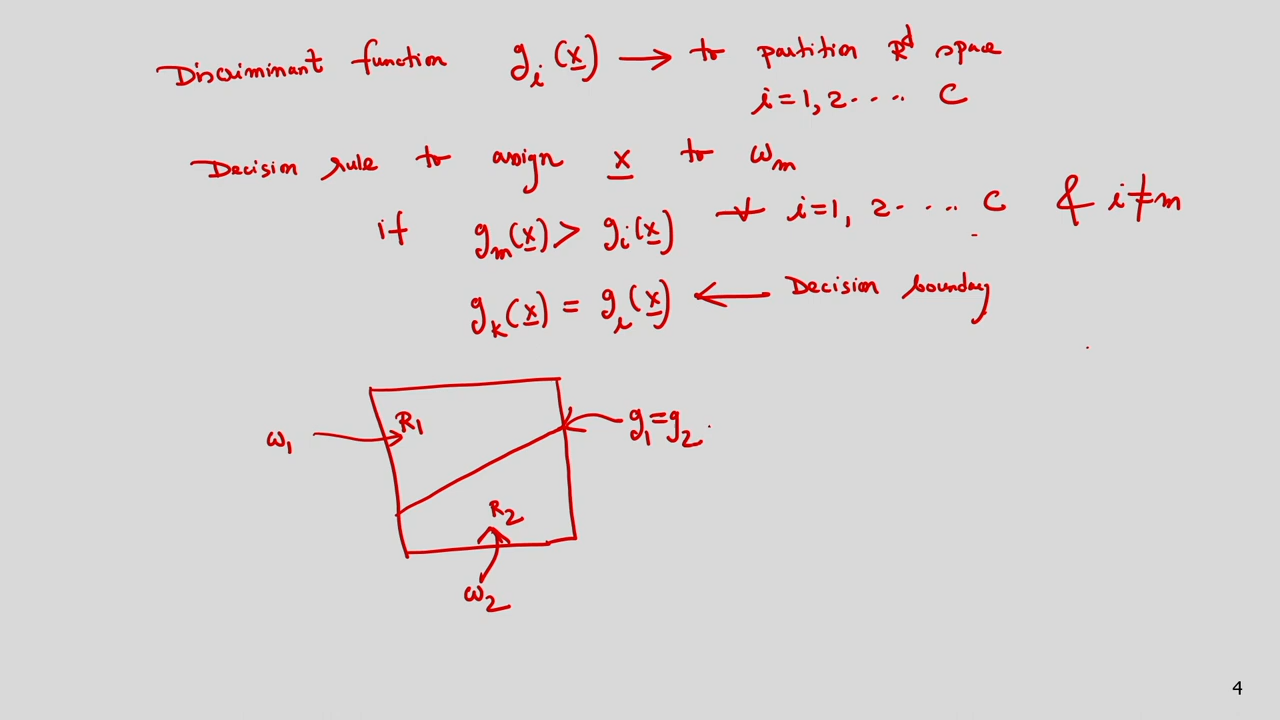 Discriminant function g_i(x) → to partition R^d space
i=1, 2.... C
Decision rule to assign x to ω_m
if g_m(x) > g_i(x) ∀ i=1, 2..... C & i≠m
g_k(x) = g_i(x) ← Decision boundary
R_1
ω_1
g_1=g_2.
R_2
ω_2
4